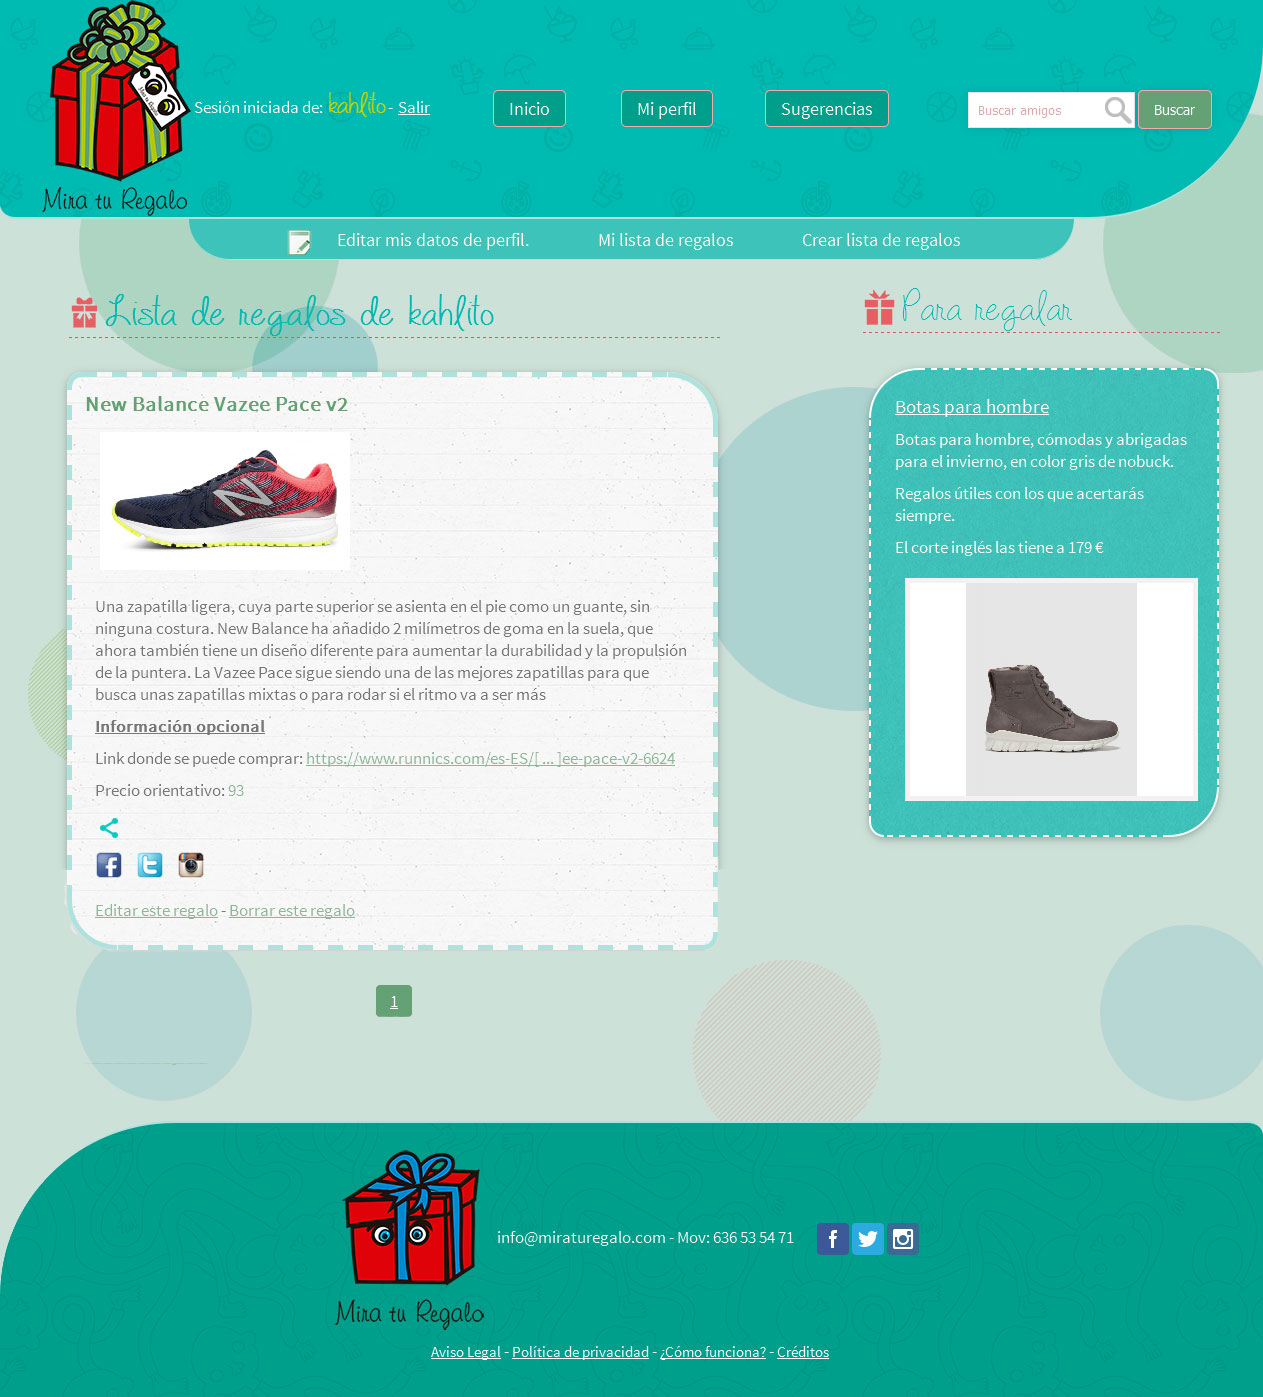 Mira tu Regalo
Sesión iniciada de: kahlito - Salir
Inicio
Mi perfil
Sugerencias
Buscar amigos
Buscar
Editar mis datos de perfil.
Mi lista de regalos
Crear lista de regalos
Lista de regalos de kahlito
New Balance Vazee Pace v2
Una zapatilla ligera, cuya parte superior se asienta en el pie como un guante, sin
ninguna costura. New Balance ha añadido 2 milímetros de goma en la suela, que
ahora también tiene un diseño diferente para aumentar la durabilidad y la propulsión
de la puntera. La Vazee Pace sigue siendo una de las mejores zapatillas para que
busca unas zapatillas mixtas o para rodar si el ritmo va a ser más
Información opcional
Link donde se puede comprar: https://www.runnics.com/es-ES/[ ... ]ee-pace-v2-6624
Precio orientativo: 93
Editar este regalo - Borrar este regalo
1
Para regalar
Botas para hombre
Botas para hombre, cómodas y abrigadas
para el invierno, en color gris de nobuck.
Regalos útiles con los que acertarás
siempre.
El corte inglés las tiene a 179 €
Mira tu Regalo
info@miraturegalo.com - Mov: 636 53 54 71
Aviso Legal - Política de privacidad - ¿Cómo funciona? - Créditos